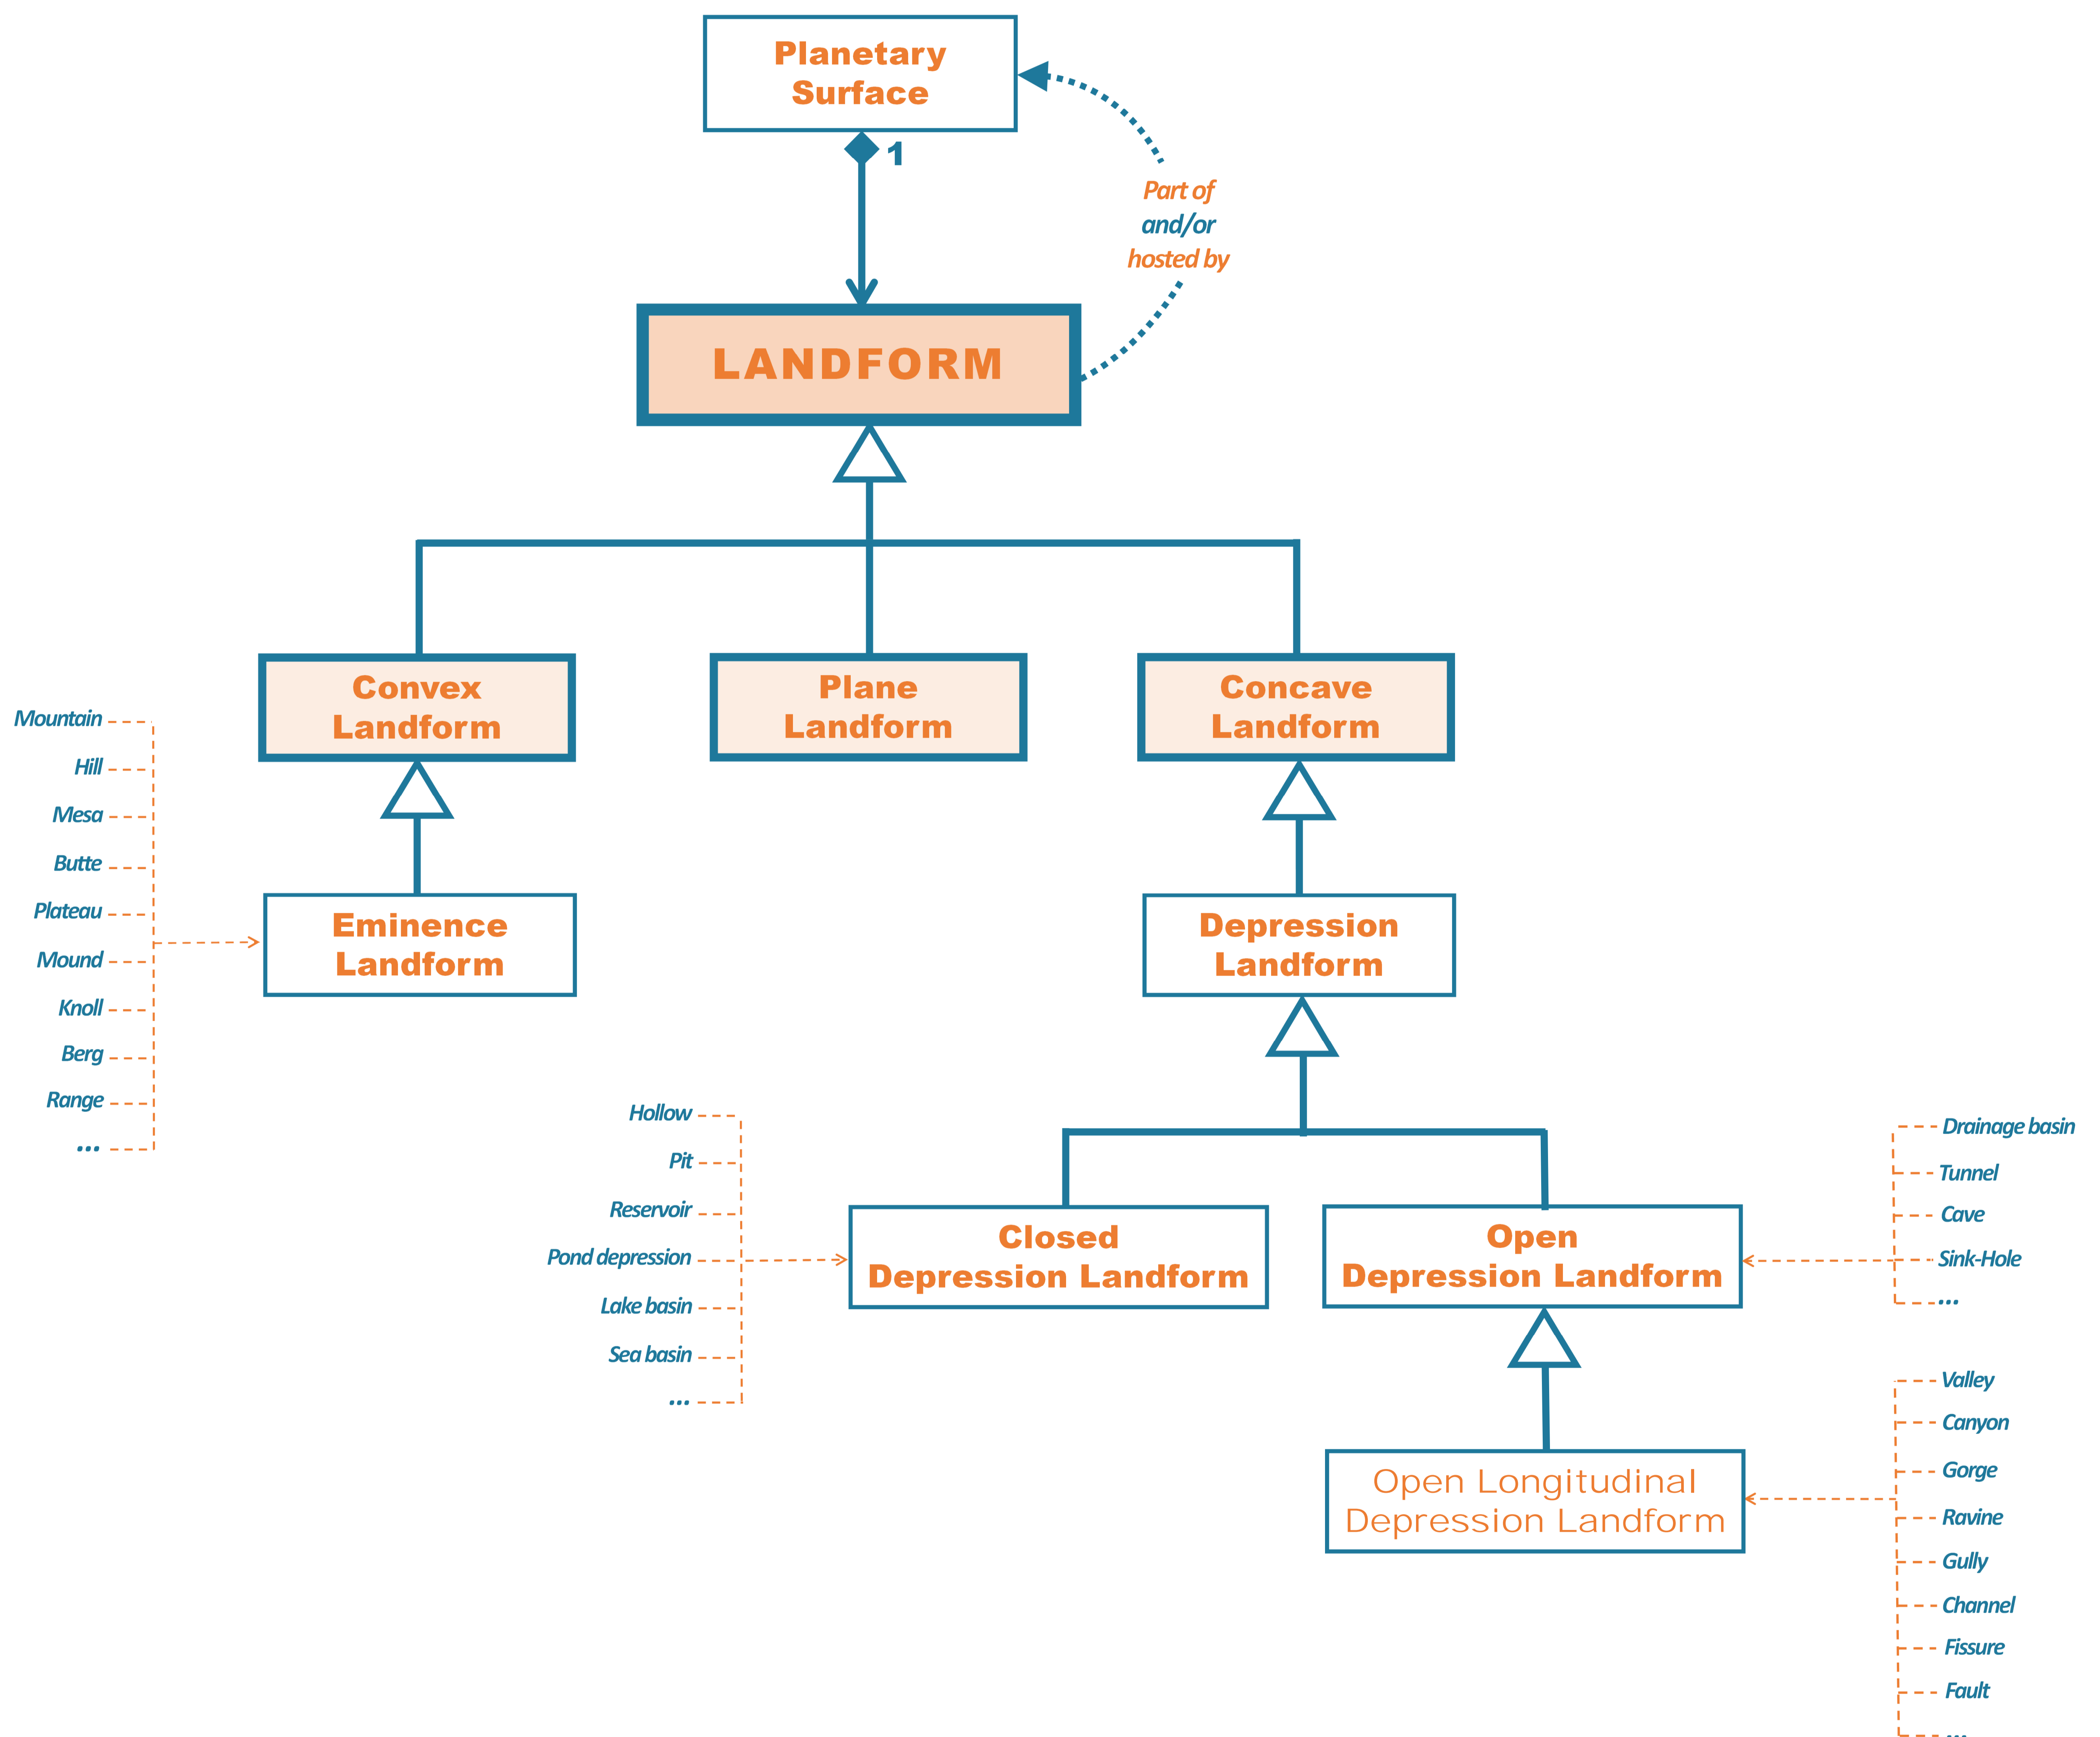 Planetary
Surface
1
Part of
and/or
hosted by
LANDFORM
Convex
Landform
Plane
Landform
Concave
Landform
Mountain
Hill
Mesa
Butte
Plateau
Mound
Knoll
Berg
Range
...
Eminence
Landform
Depression
Landform
Hollow
Pit
Reservoir
Pond depression
Lake basin
Sea basin
...
Closed
Depression Landform
Open
Depression Landform
Drainage basin
Tunnel
Cave
Sink-Hole
...
Open Longitudinal
Depression Landform
Valley
Canyon
Gorge
Ravine
Gully
Channel
Fissure
Fault
...